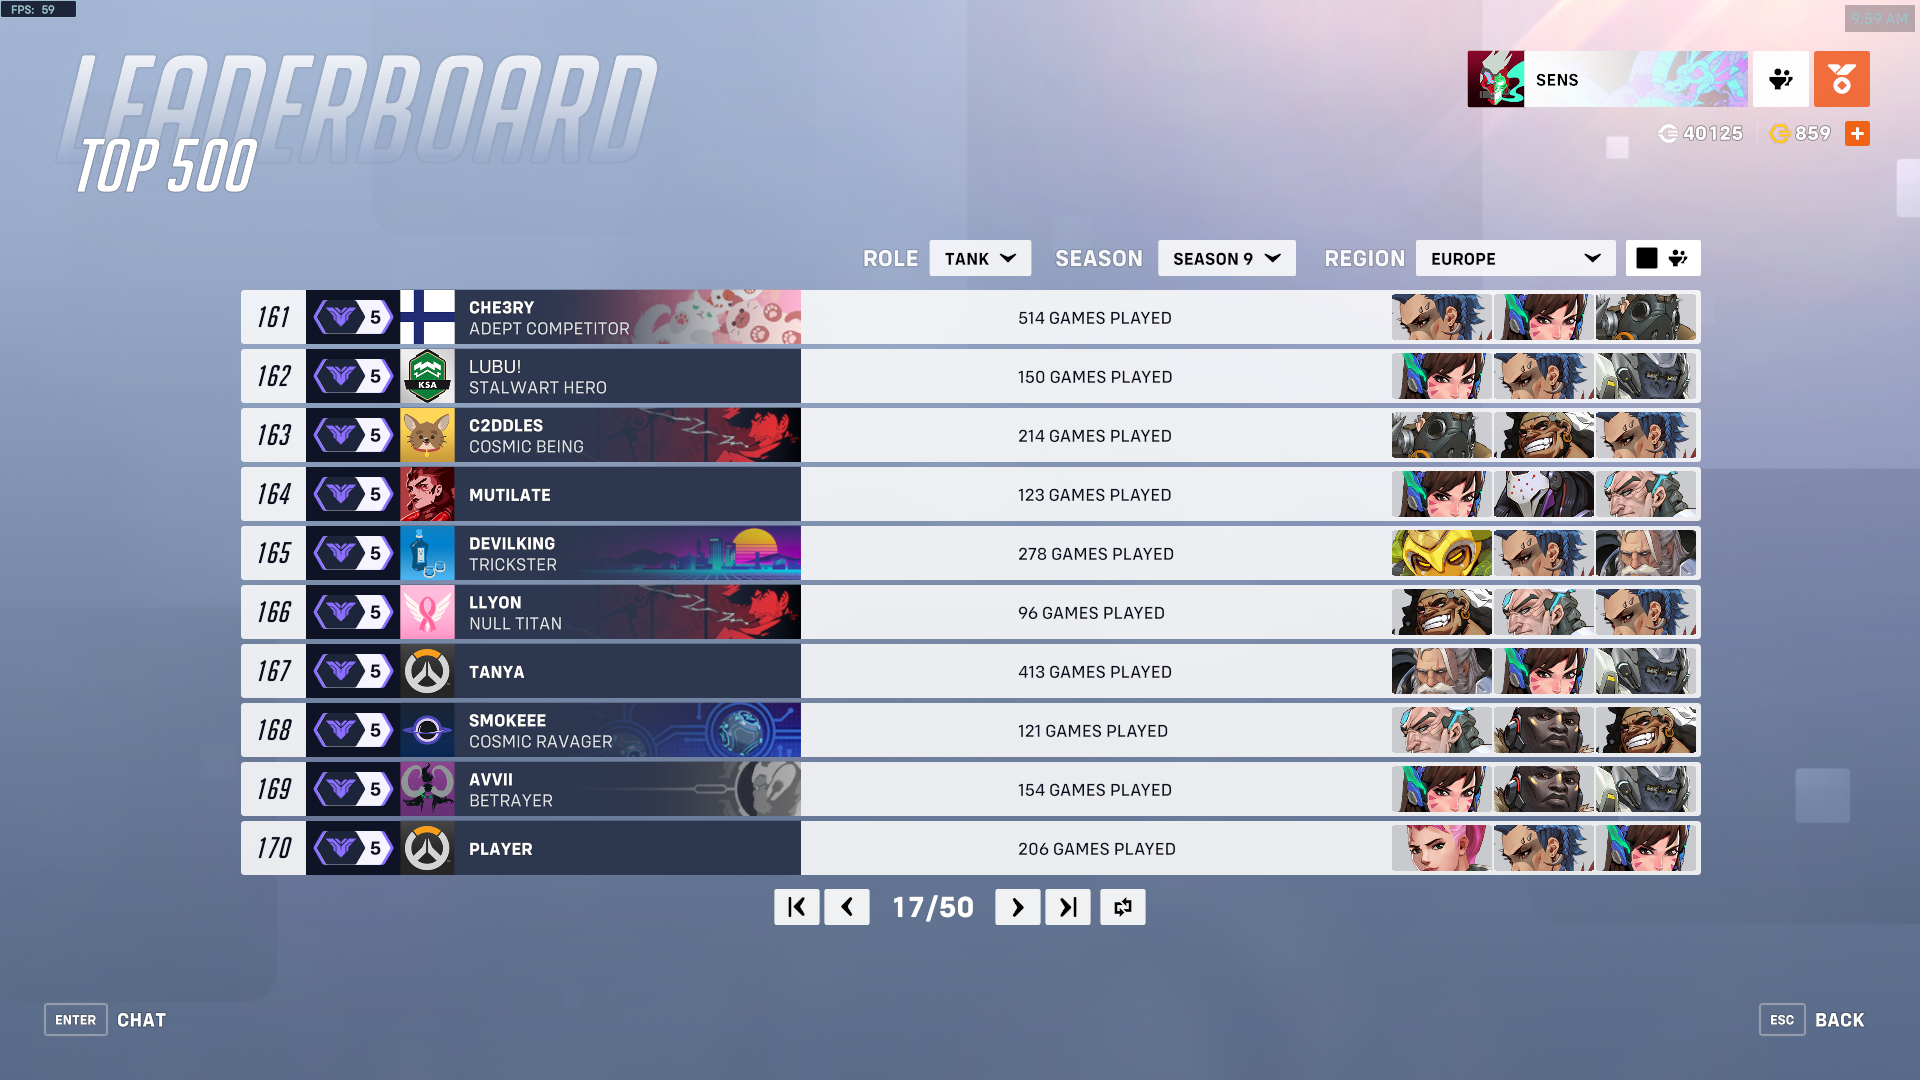 FPS: 59
9:59 AM
LEADERBOARD
TOP 500
SENS
40125 859
ROLE TANK SEASON SEASON 9 REGION EUROPE
161 5 CHE3RY
ADEPT COMPETITOR
514 GAMES PLAYED
162 5 KSA LUBU!
STALWART HERO
150 GAMES PLAYED
163 5 C2DDLES
COSMIC BEING
214 GAMES PLAYED
164 5 MUTILATE
123 GAMES PLAYED
165 5 DEVILKING
TRICKSTER
278 GAMES PLAYED
166 5 LLYON
NULL TITAN
96 GAMES PLAYED
167 5 TANYA
413 GAMES PLAYED
168 5 SMOKEEE
COSMIC RAVAGER
121 GAMES PLAYED
169 5 AVVII
BETRAYER
154 GAMES PLAYED
170 5 PLAYER
206 GAMES PLAYED
17/50
ENTER CHAT
ESC BACK